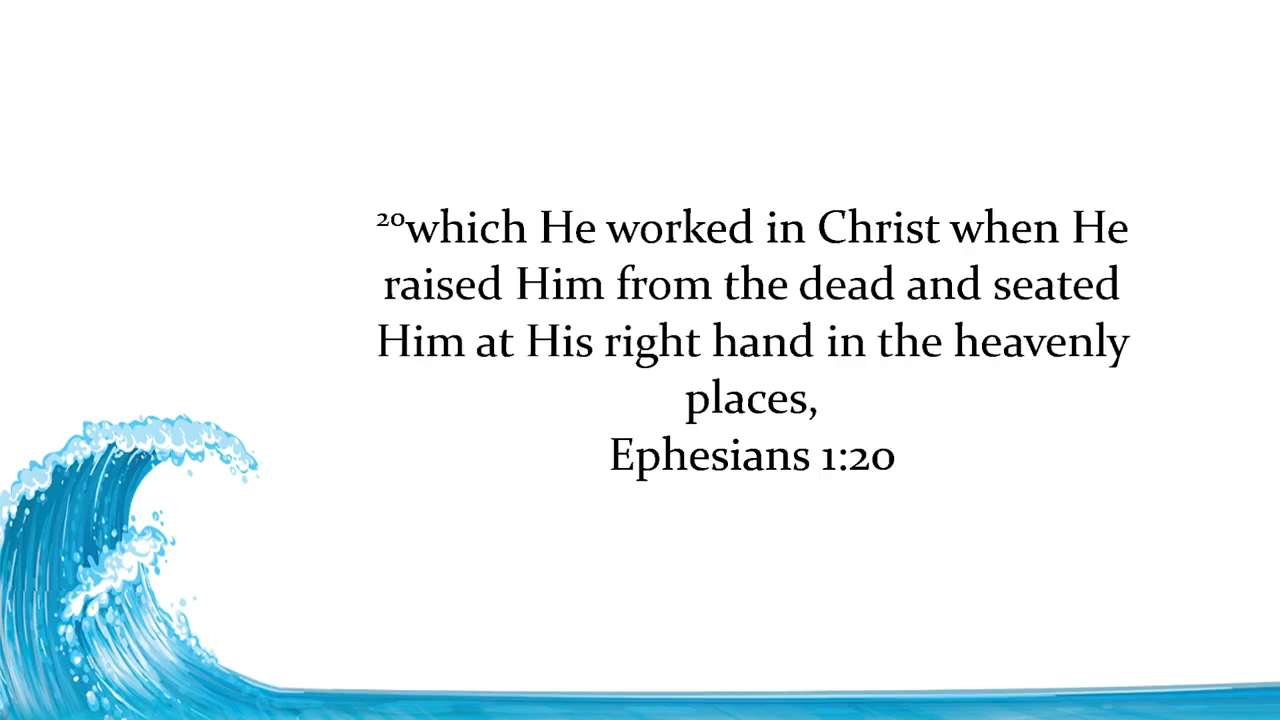 ²⁰which He worked in Christ when He
raised Him from the dead and seated
Him at His right hand in the heavenly
places,
Ephesians 1:20